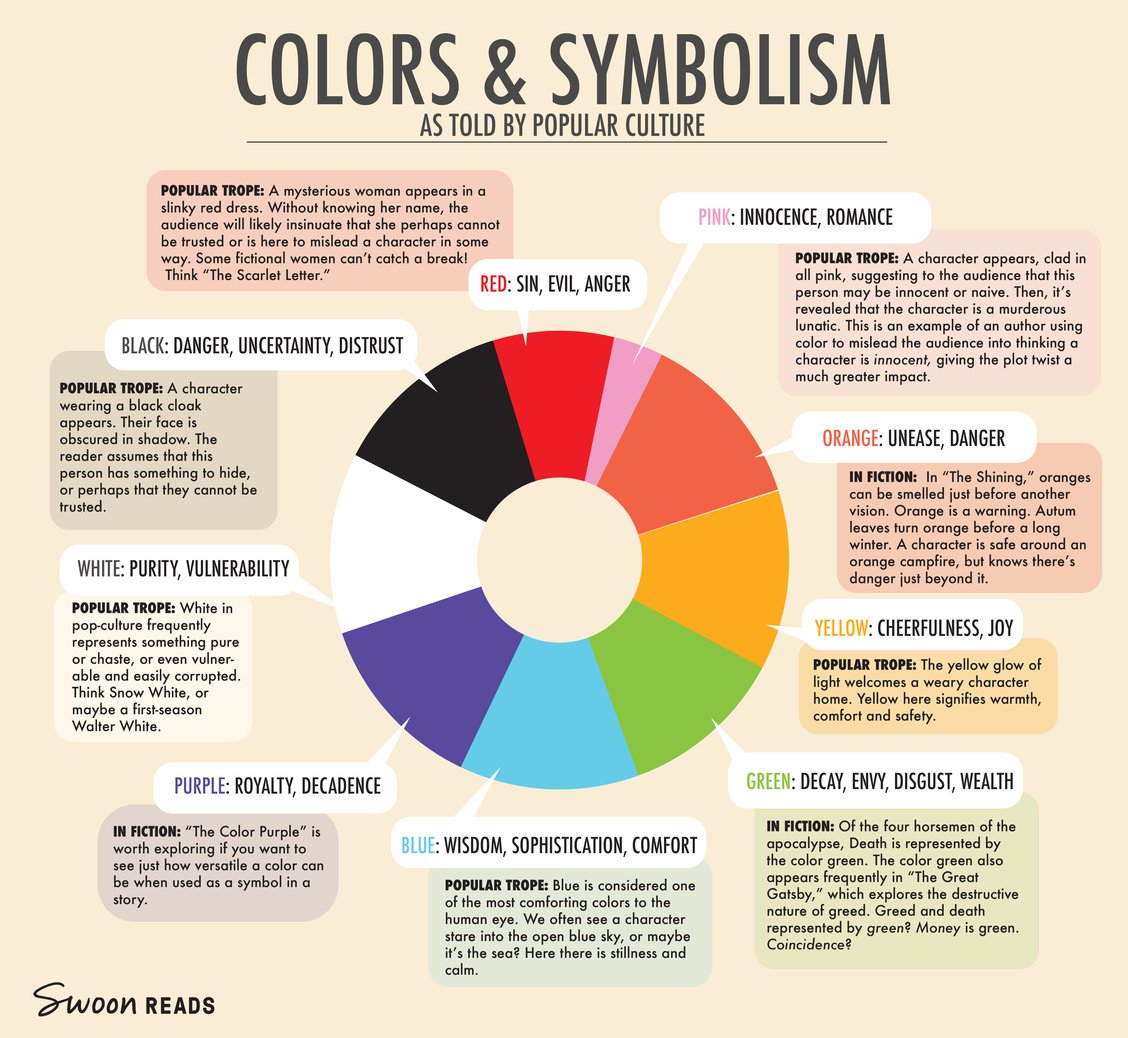 COLORS & SYMBOLISM
AS TOLD BY POPULAR CULTURE
POPULAR TROPE: A mysterious woman appears in a
slinky red dress. Without knowing her name, the
audience will likely insinuate that she perhaps cannot
be trusted or is here to mislead a character in some
way. Some fictional women can't catch a break!
Think "The Scarlet Letter."
RED: SIN, EVIL, ANGER
PINK: INNOCENCE, ROMANCE
POPULAR TROPE: A character appears, clad in
all pink, suggesting to the audience that this
person may be innocent or naive. Then, it's
revealed that the character is a murderous
lunatic. This is an example of an author using
color to mislead the audience into thinking a
character is innocent, giving the plot twist a
much greater impact.
BLACK: DANGER, UNCERTAINTY, DISTRUST
POPULAR TROPE: A character
wearing a black cloak
appears. Their face is
obscured in shadow. The
reader assumes that this
person has something to hide,
or perhaps that they cannot be
trusted.
ORANGE: UNEASE, DANGER
IN FICTION: In "The Shining," oranges
can be smelled just before another
vision. Orange is a warning. Autum
leaves turn orange before a long
winter. A character is safe around an
orange campfire, but knows there's
danger just beyond it.
WHITE: PURITY, VULNERABILITY
POPULAR TROPE: White in
pop-culture frequently
represents something pure
or chaste, or even vulner-
able and easily corrupted.
Think Snow White, or
maybe a first-season
Walter White.
YELLOW: CHEERFULNESS, JOY
POPULAR TROPE: The yellow glow of
light welcomes a weary character
home. Yellow here signifies warmth,
comfort and safety.
PURPLE: ROYALTY, DECADENCE
IN FICTION: "The Color Purple" is
worth exploring if you want to
see just how versatile a color can
be when used as a symbol in a
story.
BLUE: WISDOM, SOPHISTICATION, COMFORT
POPULAR TROPE: Blue is considered one
of the most comforting colors to the
human eye. We often see a character
stare into the open blue sky, or maybe
it's the sea? Here there is stillness and
calm.
GREEN: DECAY, ENVY, DISGUST, WEALTH
IN FICTION: Of the four horsemen of the
apocalypse, Death is represented by
the color green. The color green also
appears frequently in "The Great
Gatsby," which explores the destructive
nature of greed. Greed and death
represented by green? Money is green.
Coincidence?
Swoon READS